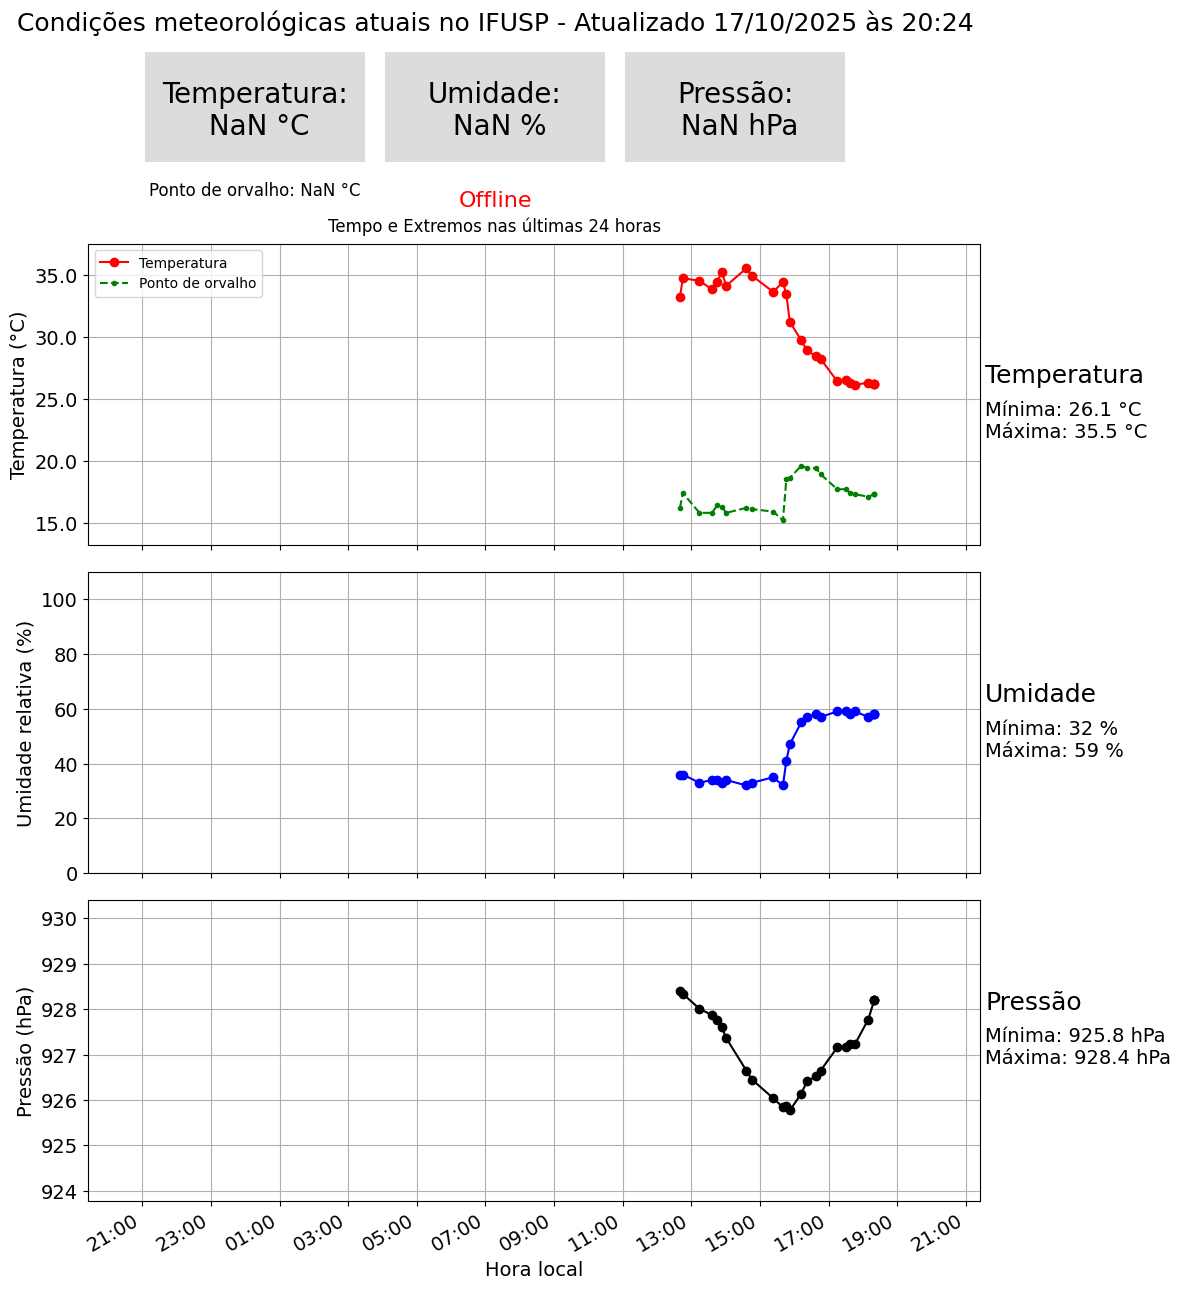 Condições meteorológicas atuais no IFUSP - Atualizado 17/10/2025 às 20:24
Temperatura:
NaN °C
Umidade:
NaN %
Pressão:
NaN hPa
Ponto de orvalho: NaN °C
Offline
Tempo e Extremos nas últimas 24 horas
Temperatura
Ponto de orvalho
35.0
30.0
25.0
20.0
15.0
Temperatura (°C)
Temperatura
Mínima: 26.1 °C
Máxima: 35.5 °C
100
80
60
40
20
0
Umidade relativa (%)
Umidade
Mínima: 32 %
Máxima: 59 %
930
929
928
927
926
925
924
Pressão (hPa)
Pressão
Mínima: 925.8 hPa
Máxima: 928.4 hPa
21:00 23:00 01:00 03:00 05:00 07:00 09:00 11:00 13:00 15:00 17:00 19:00 21:00
Hora local